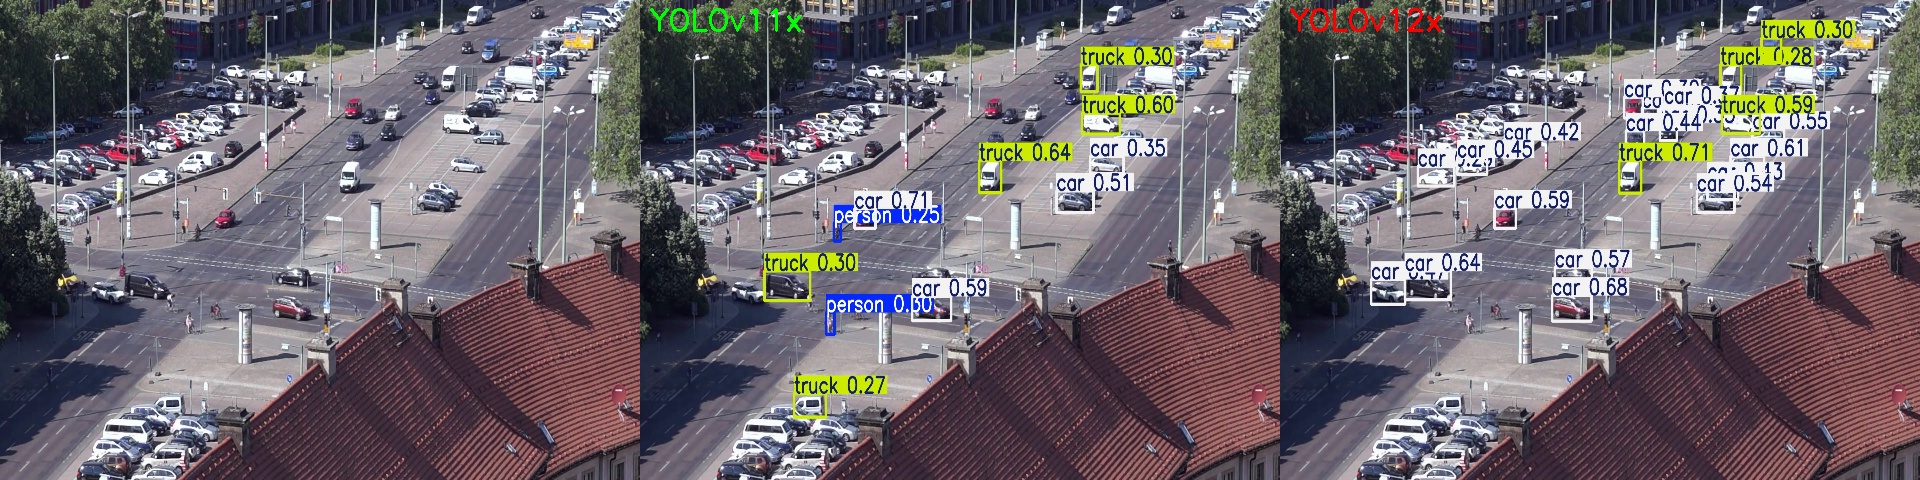 YOLOv11x
truck 0.30
truck 0.60
truck 0.64
car 0.35
car 0.51
car 0.71
person 0.25
truck 0.30
car 0.59
person 0.30
truck 0.27
YOLOv12x
truck 0.30
truck 0.28
car
truck 0.59
car 0.44
0.55
car 0.42
car 0.45
car
truck 0.71
car 0.61
car 0.54
car 0.59
car 0.57
car 0.64
car
car 0.68